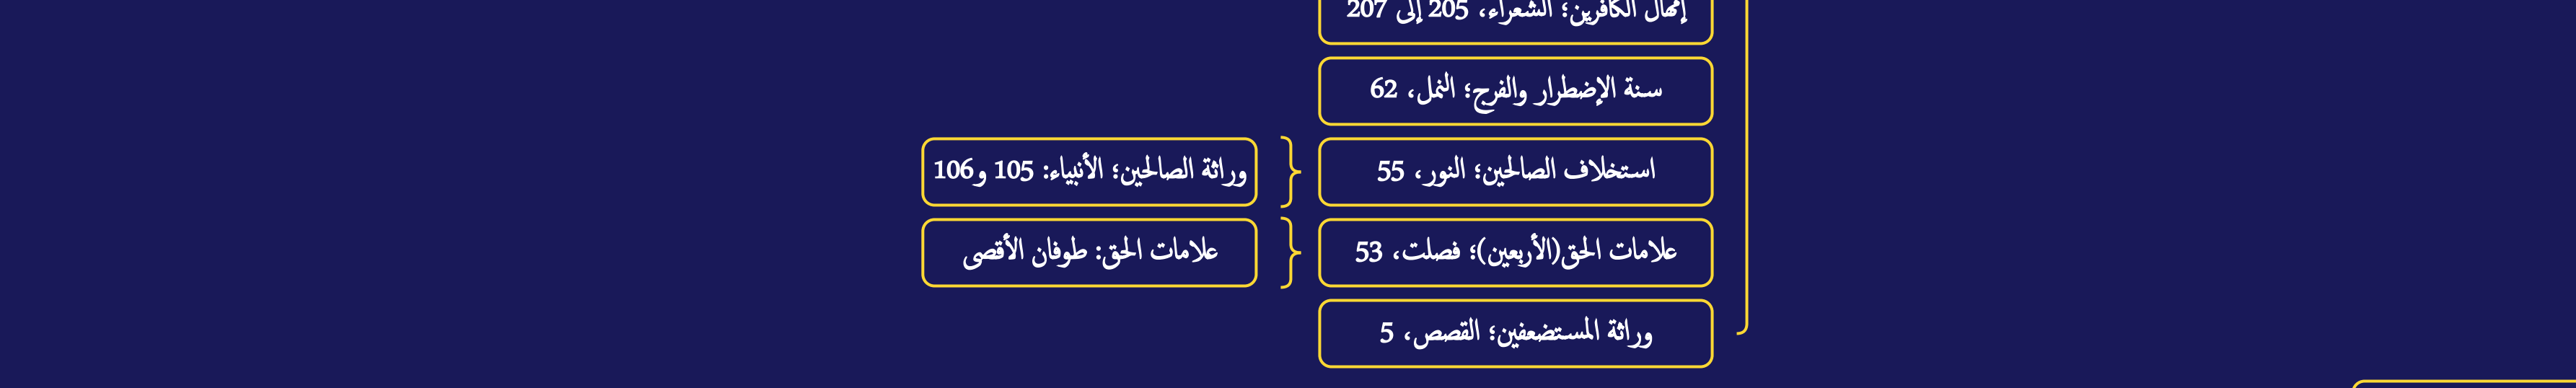 إمهال الكافرين؛ الشعراء، 205 إلى 207
سنة الإضطرار والفرج؛ النمل، 62
استخلاف الصالحين؛ النور، 55
وراثة الصالحين؛ الأنبياء: 105 و106
علامات الحق(الأربعين)؛ فصلت، 53
علامات الحق: طوفان الأقصى
وراثة المستضعفين؛ القصص، 5